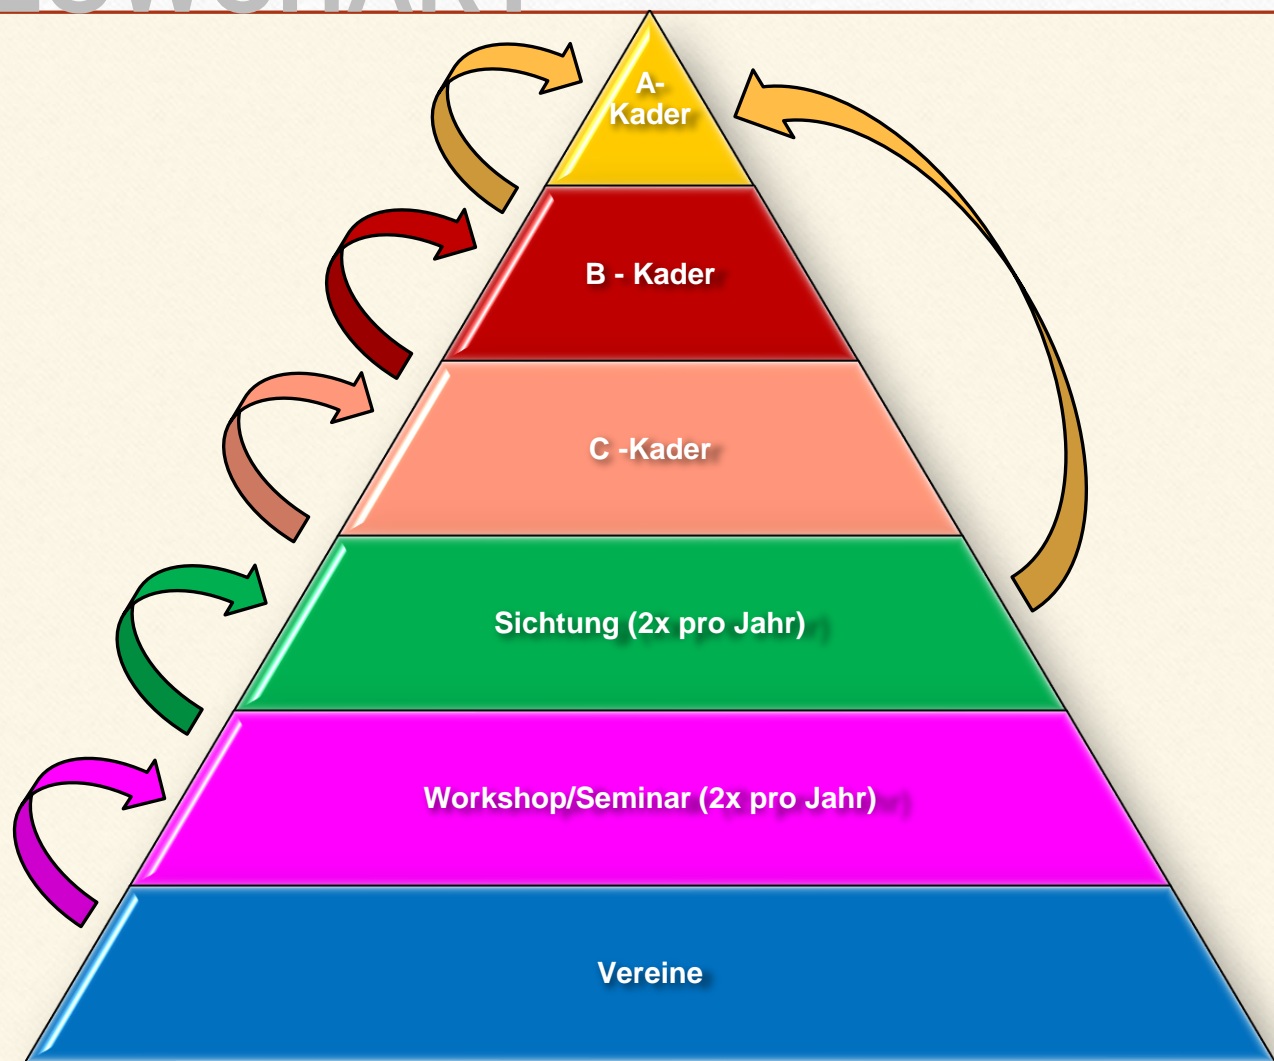 A-
Kader
B - Kader
C -Kader
Sichtung (2x pro Jahr)
Workshop/Seminar (2x pro Jahr)
Vereine